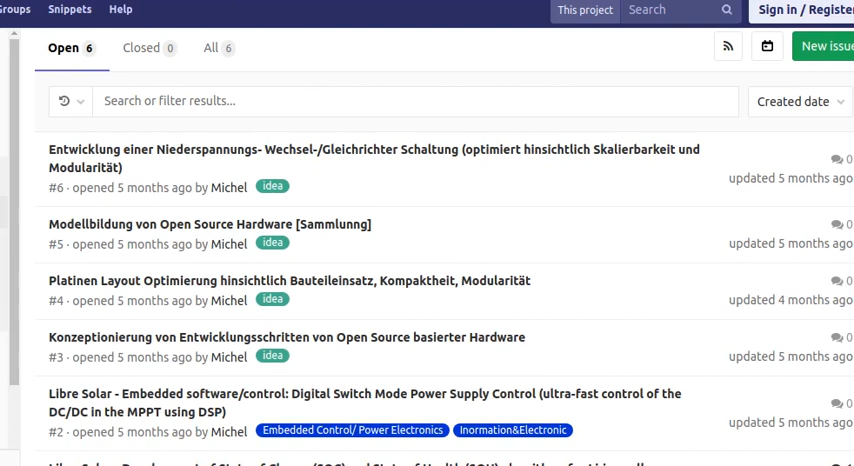 Groups Snippets Help This project Search Sign in / Register
Open 6 Closed 0 All 6 New issue
Search or filter results... Created date
Entwicklung einer Niederspannungs- Wechsel-/Gleichrichter Schaltung (optimiert hinsichtlich Skalierbarkeit und
Modularität)
0
#6 · opened 5 months ago by Michel idea
updated 5 months ago
Modellbildung von Open Source Hardware [Sammlunng]
0
#5 · opened 5 months ago by Michel idea
updated 5 months ago
Platinen Layout Optimierung hinsichtlich Bauteileinsatz, Kompaktheit, Modularität
0
#4 · opened 5 months ago by Michel idea
updated 4 months ago
Konzeptionierung von Entwicklungsschritten von Open Source basierter Hardware
0
#3 · opened 5 months ago by Michel idea
updated 5 months ago
Libre Solar - Embedded software/control: Digital Switch Mode Power Supply Control (ultra-fast control of the
DC/DC in the MPPT using DSP)
0
#2 · opened 5 months ago by Michel Embedded Control/ Power Electronics Inormation&Electronic
updated 5 months ago